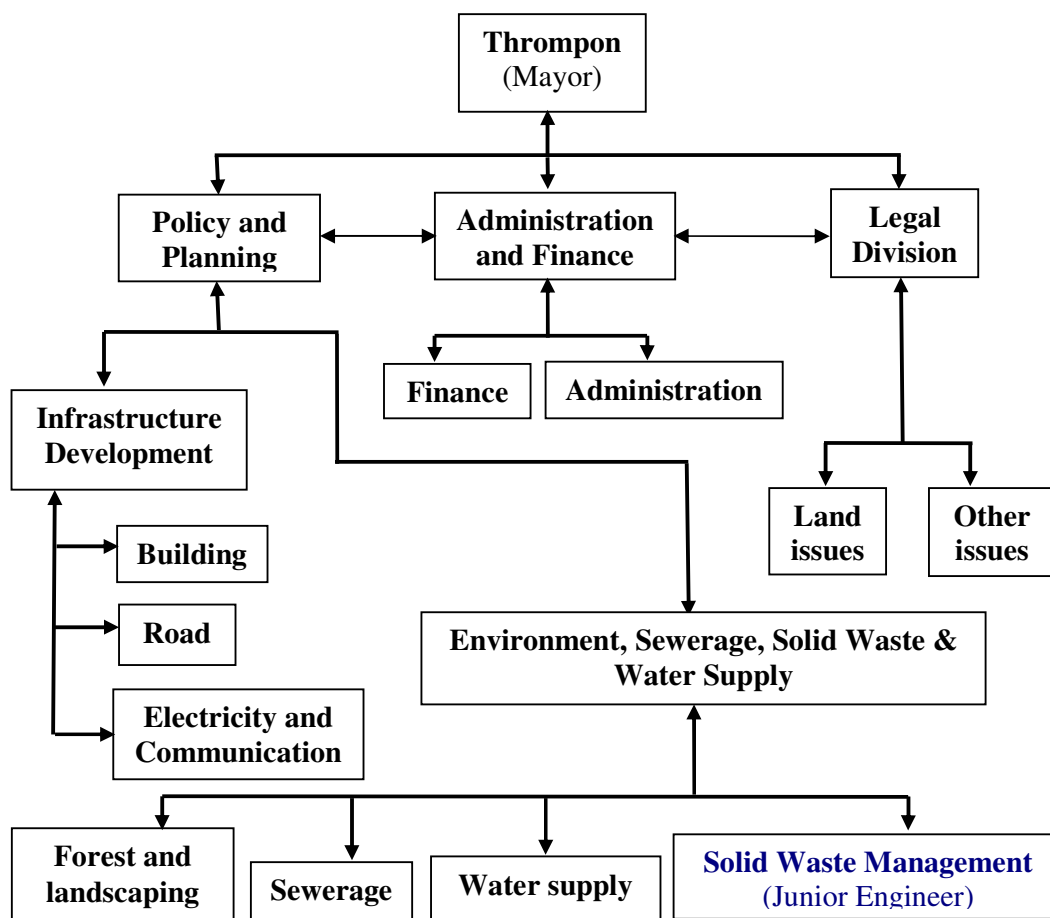 Thrompon
(Mayor)
Policy and
Planning
Administration
and Finance
Legal
Division
Finance
Administration
Infrastructure
Development
Land
issues
Other
issues
Building
Road
Electricity and
Communication
Environment, Sewerage, Solid Waste &
Water Supply
Forest and
landscaping
Sewerage
Water supply
Solid Waste Management
(Junior Engineer)